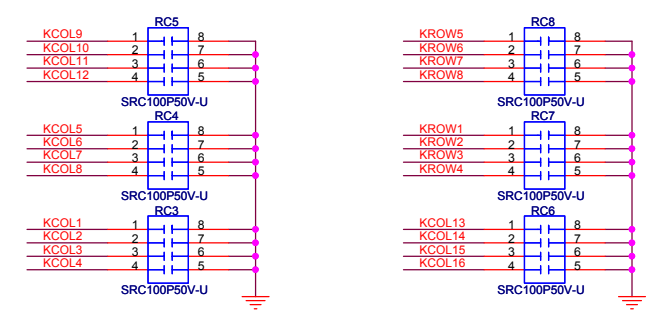 RC5
KCOL9 1 8
KCOL10 2 7
KCOL11 3 6
KCOL12 4 5
SRC100P50V-U
RC4
KCOL5 1 8
KCOL6 2 7
KCOL7 3 6
KCOL8 4 5
SRC100P50V-U
RC3
KCOL1 1 8
KCOL2 2 7
KCOL3 3 6
KCOL4 4 5
SRC100P50V-U
RC8
KROW5 1 8
KROW6 2 7
KROW7 3 6
KROW8 4 5
SRC100P50V-U
RC7
KROW1 1 8
KROW2 2 7
KROW3 3 6
KROW4 4 5
SRC100P50V-U
RC6
KCOL13 1 8
KCOL14 2 7
KCOL15 3 6
KCOL16 4 5
SRC100P50V-U